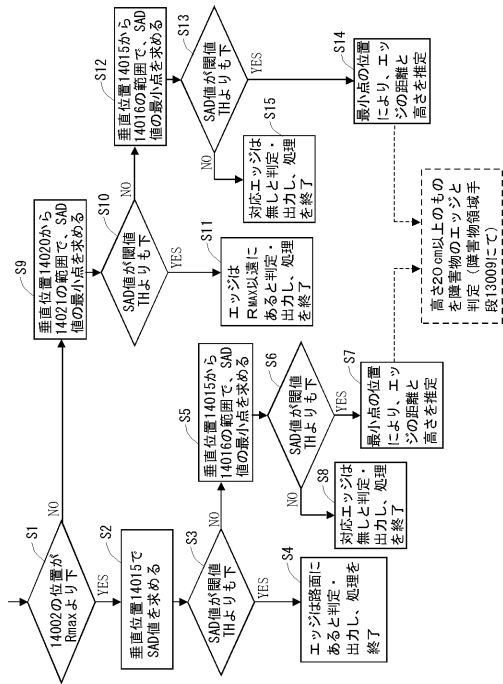 S1
14002の位置が
Rmaxより下
NO
YES
S2
垂直位置14015で
SAD値を求める
S3
SAD値が閾値
THよりも下
NO
YES
S4
エッジは路面に
あると判定・
出力し、処理を
終了
S5
垂直位置14015から
14016の範囲で、SAD
値の最小点を求める
S6
SAD値が閾値
THよりも下
NO
YES
S8
対応エッジは
無しと判定・
出力し、処理
を終了
S7
最小点の位置
により、エッ
ジの距離と
高さを推定
S9
垂直位置14020から
14021の範囲で、SAD
値の最小点を求める
S10
SAD値が閾値
THよりも下
NO
YES
S11
エッジは
RMAX以遠に
あると判定・
出力し、処理
を終了
S12
垂直位置14015から
14016の範囲で、SAD
値の最小点を求める
S13
SAD値が閾値
THよりも下
NO
YES
S15
対応エッジは
無しと判定・
出力し、処理
を終了
S14
最小点の位置
により、エッ
ジの距離と
高さを推定
高さ20cm以上のもの
を障害物のエッジと
判定（障害物領域手
段13009にて）